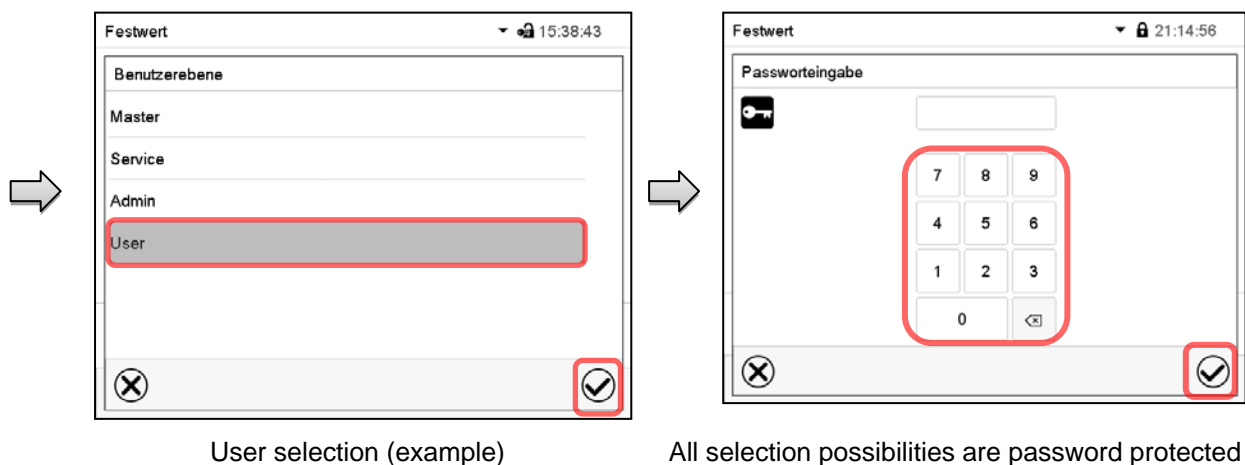 Festwert 15:38:43
Benutzerebene
Master
Service
Admin
User
User selection (example)
Festwert 21:14:56
Passworteingabe
7 8 9
4 5 6
1 2 3
0
All selection possibilities are password protected